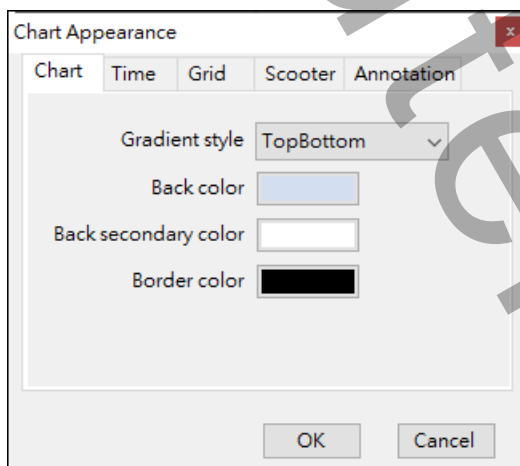 Chart Appearance
x
Chart Time Grid Scooter Annotation
Gradient style TopBottom
Back color
Back secondary color
Border color
OK Cancel